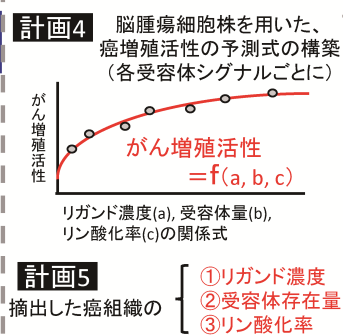 計画4
脳腫瘍細胞株を用いた、
癌増殖活性の予測式の構築
（各受容体シグナルごとに）
がん増殖活性
がん増殖活性
＝f(a, b, c)
リガンド濃度(a), 受容体量(b),
リン酸化率(c)の関係式
計画5
摘出した癌組織の
①リガンド濃度
②受容体存在量
③リン酸化率